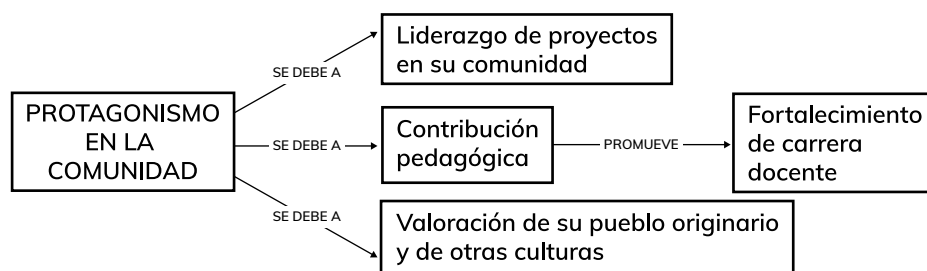 Liderazgo de proyectos
en su comunidad
SE DEBE A
PROTAGONISMO
EN LA
COMUNIDAD
SE DEBE A
Contribución
pedagógica
PROMUEVE
Fortalecimiento
de carrera
docente
SE DEBE A
Valoración de su pueblo originario
y de otras culturas